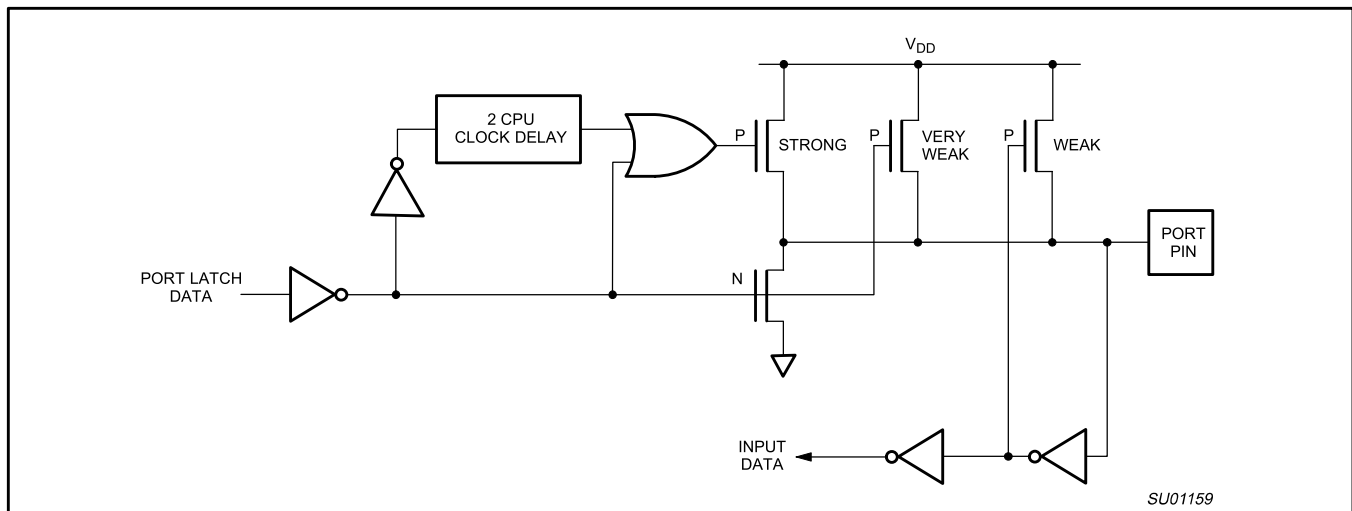 V_DD
2 CPU
CLOCK DELAY
P
STRONG
P
VERY
WEAK
P
WEAK
PORT
PIN
PORT LATCH
DATA
N
INPUT
DATA
SU01159